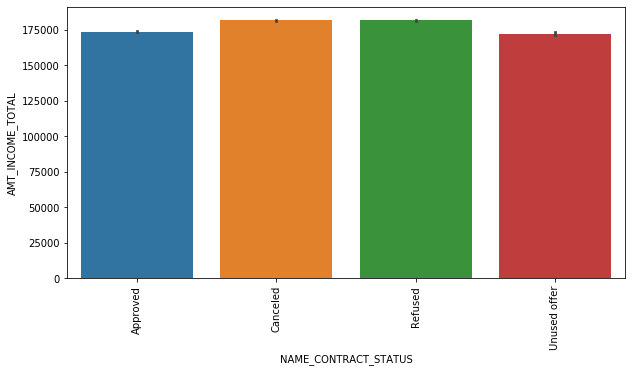 175000
150000
125000
100000
75000
50000
25000
0
AMT_INCOME_TOTAL
Approved
Canceled
Refused
Unused offer
NAME_CONTRACT_STATUS